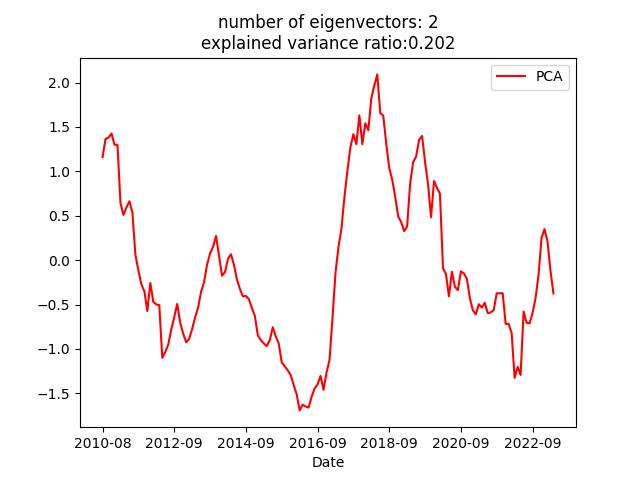 number of eigenvectors: 2
explained variance ratio:0.202
PCA
2.0
1.5
1.0
0.5
0.0
−0.5
−1.0
−1.5
2010-08 2012-09 2014-09 2016-09 2018-09 2020-09 2022-09
Date